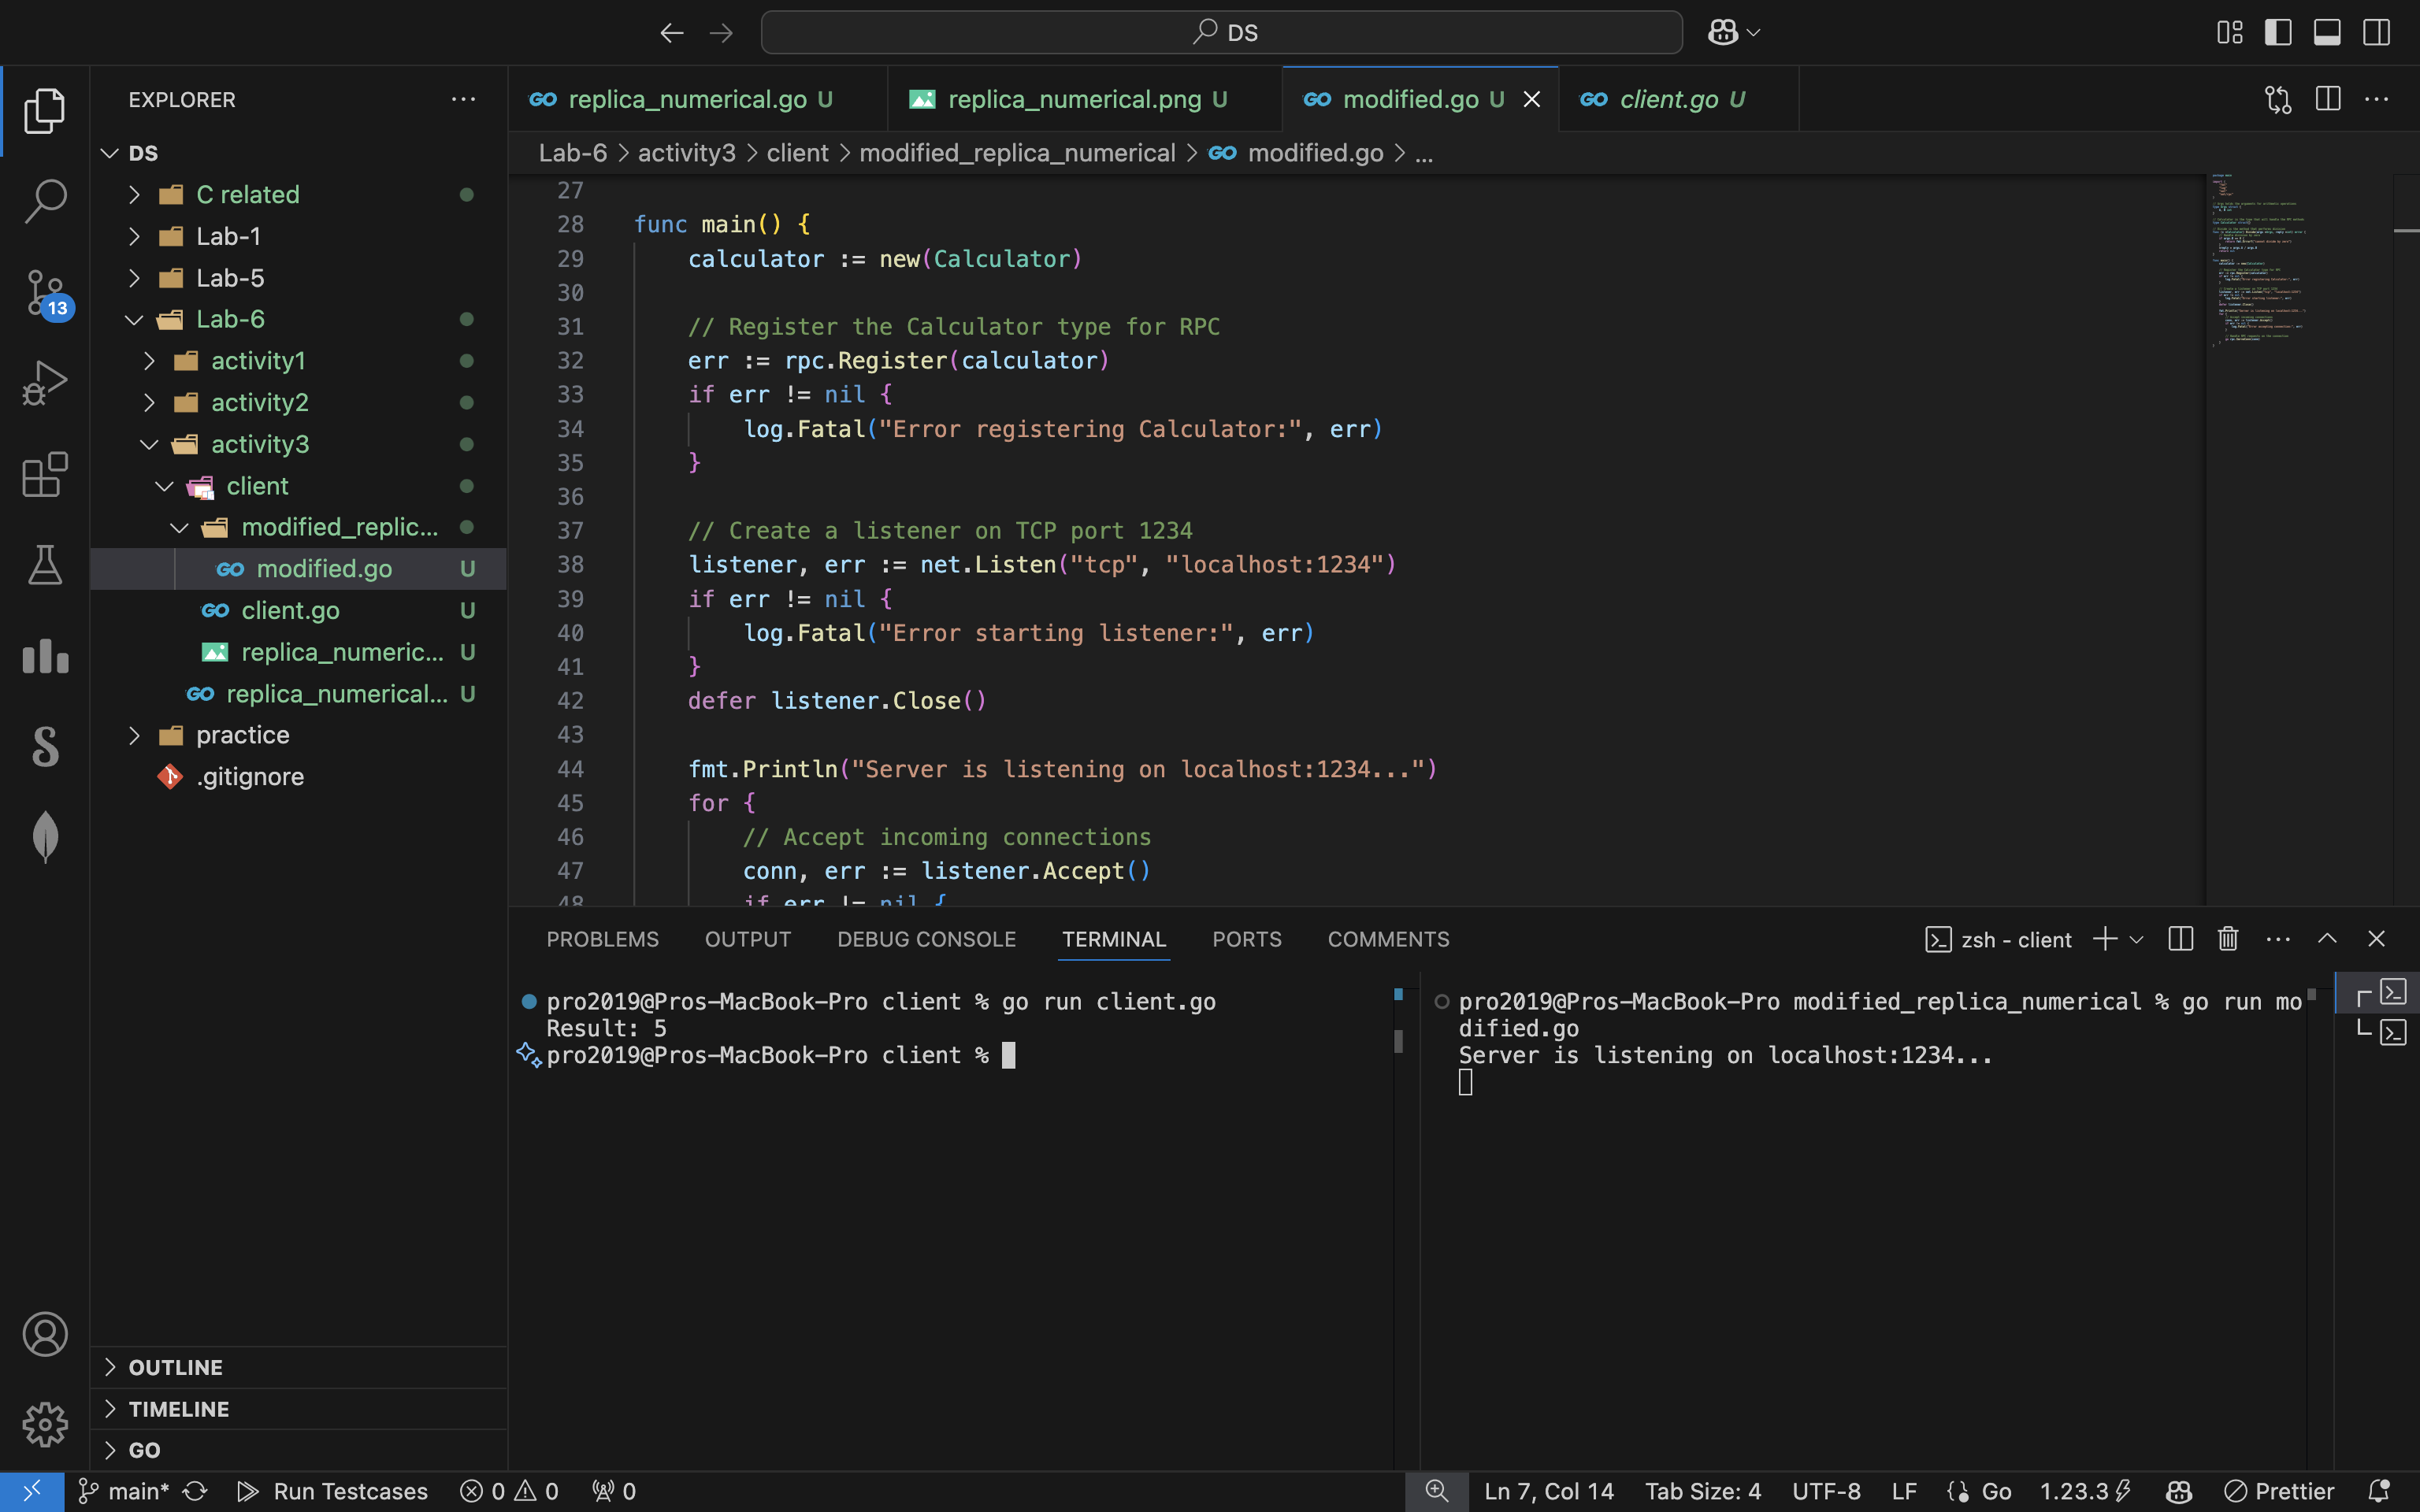 DS
EXPLORER
DS
C related
Lab-1
Lab-5
Lab-6
activity1
activity2
activity3
client
modified_replic...
modified.go U
client.go U
replica_numeric... U
replica_numerical... U
practice
.gitignore
OUTLINE
TIMELINE
GO
13
replica_numerical.go U
replica_numerical.png U
modified.go U
client.go U
Lab-6 > activity3 > client > modified_replica_numerical > modified.go > ...
27
28 func main() {
29 calculator := new(Calculator)
30
31 // Register the Calculator type for RPC
32 err := rpc.Register(calculator)
33 if err != nil {
34 log.Fatal("Error registering Calculator:", err)
35 }
36
37 // Create a listener on TCP port 1234
38 listener, err := net.Listen("tcp", "localhost:1234")
39 if err != nil {
40 log.Fatal("Error starting listener:", err)
41 }
42 defer listener.Close()
43
44 fmt.Println("Server is listening on localhost:1234...")
45 for {
46 // Accept incoming connections
47 conn, err := listener.Accept()
48 if err != nil {
PROBLEMS OUTPUT DEBUG CONSOLE TERMINAL PORTS COMMENTS
zsh - client
pro2019@Pros-MacBook-Pro client % go run client.go
Result: 5
pro2019@Pros-MacBook-Pro client %
pro2019@Pros-MacBook-Pro modified_replica_numerical % go run mo
dified.go
Server is listening on localhost:1234...
main* Run Testcases 0 0 0 Ln 7, Col 14 Tab Size: 4 UTF-8 LF Go 1.23.3 Prettier